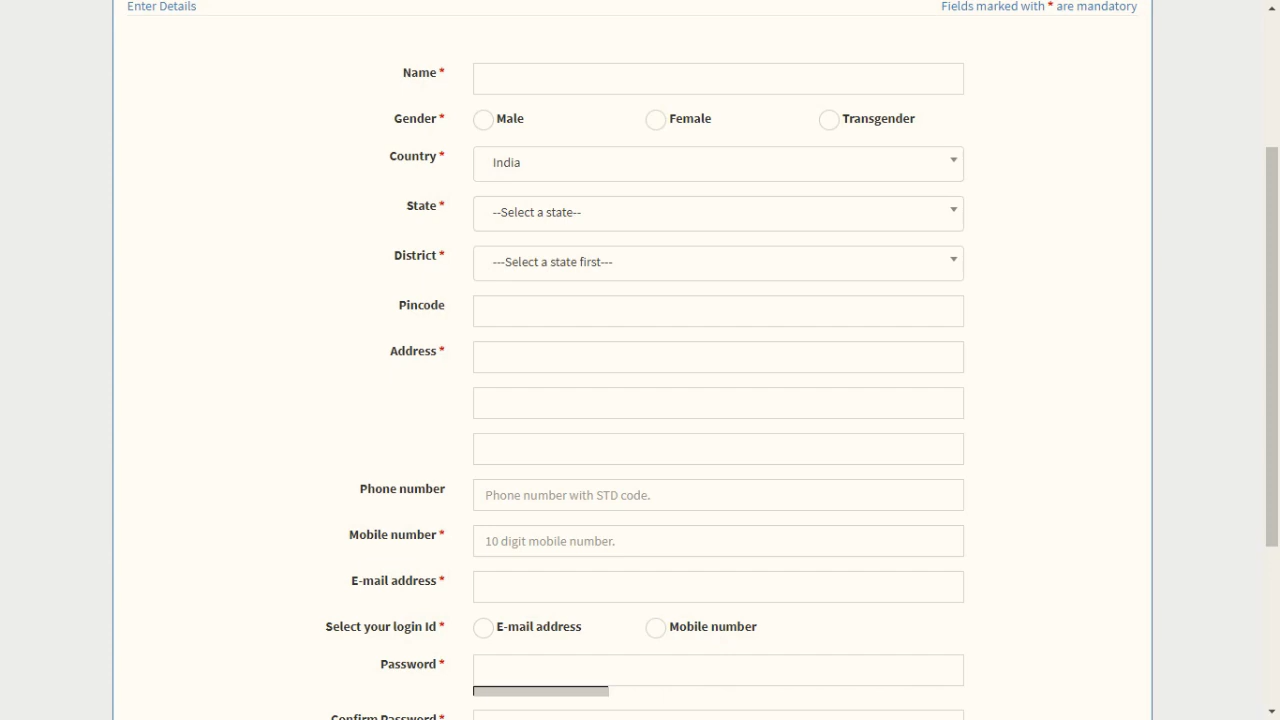 Enter Details Fields marked with * are mandatory
Name *
Gender * Male Female Transgender
Country * India
State * --Select a state--
District * ---Select a state first---
Pincode
Address *
Phone number Phone number with STD code.
Mobile number * 10 digit mobile number.
E-mail address *
Select your login Id * E-mail address Mobile number
Password *
Confirm Password *